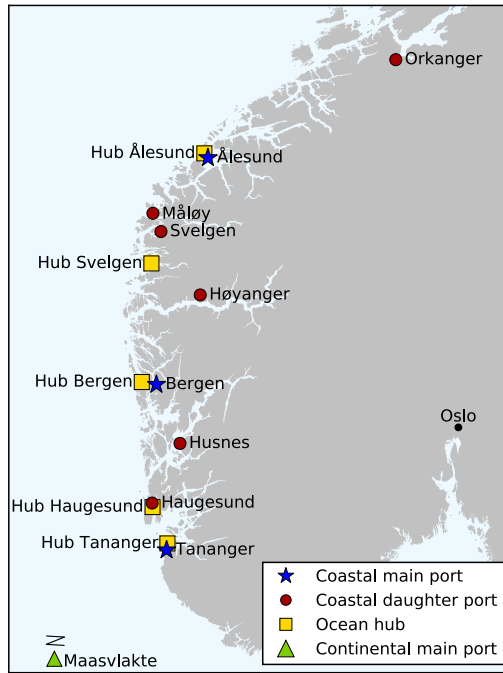 Orkanger
Hub Ålesund
Ålesund
Måløy
Svelgen
Hub Svelgen
Høyanger
Hub Bergen
Bergen
Oslo
Husnes
Hub Haugesund
Haugesund
Hub Tananger
Tananger
Coastal main port
Coastal daughter port
Ocean hub
Continental main port
N
Maasvlakte